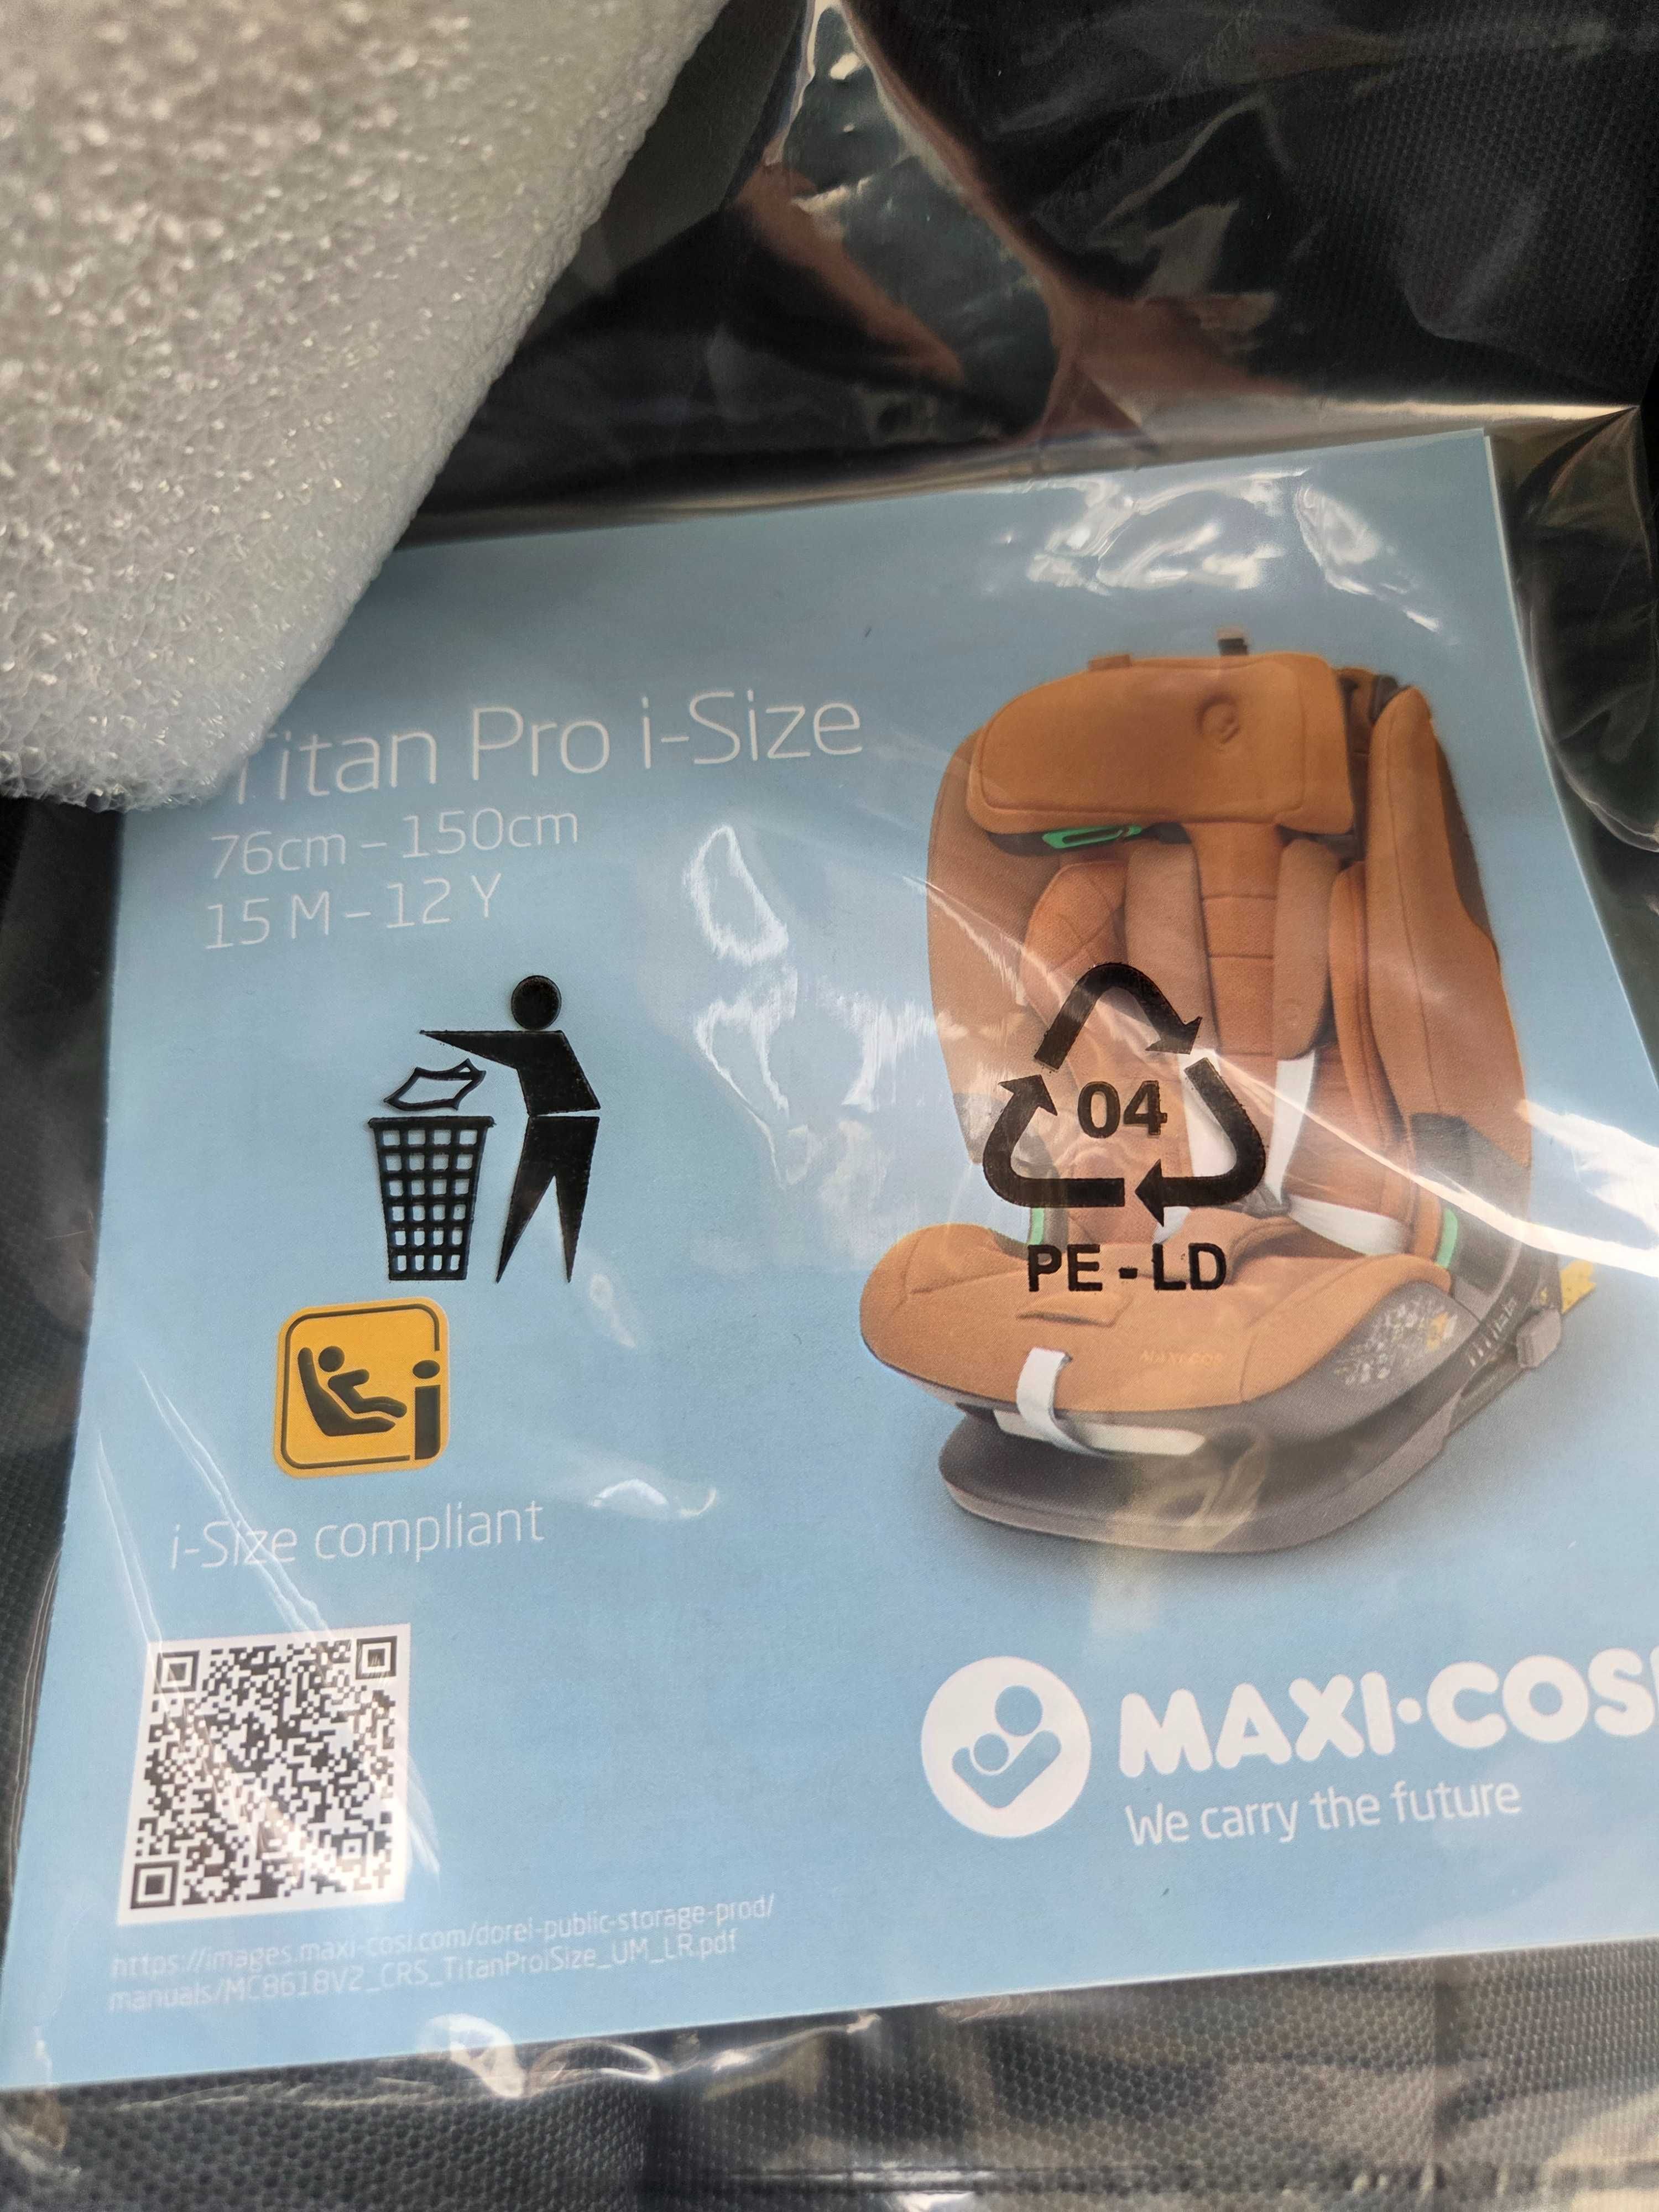 Titan Pro i-Size
76cm – 150cm
15 M – 12 Y
04
PE - LD
i-Size compliant
MAXI·COSI
We carry the future
https://images.maxi-cosi.com/dorel-public-storage-prod/
manuals/MC8618V2_CRS_TitanProiSize_UM_LR.pdf